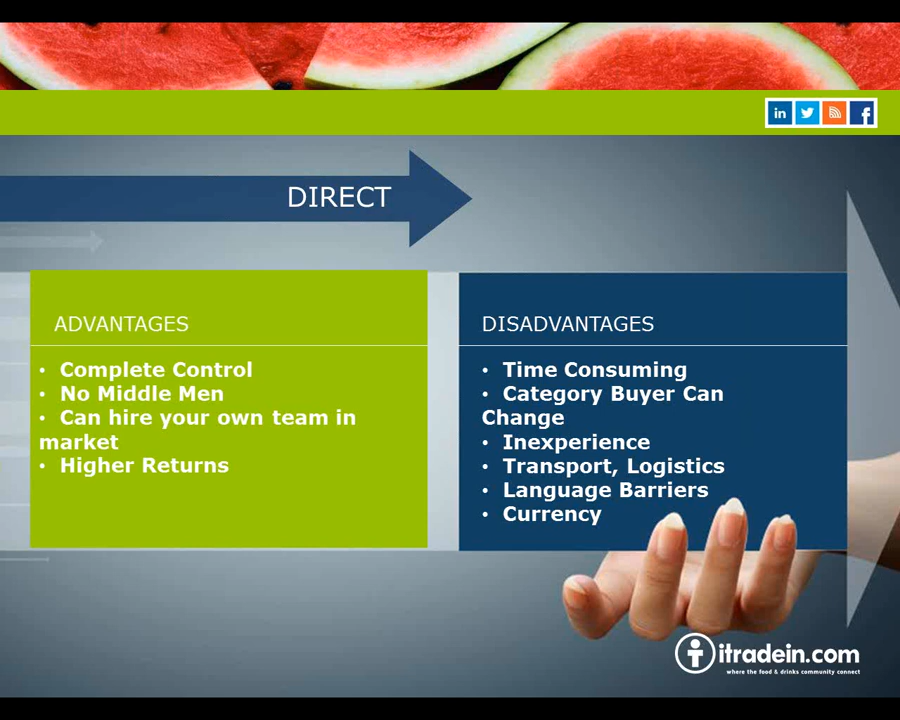 in
f
DIRECT
ADVANTAGES
• Complete Control
• No Middle Men
• Can hire your own team in
market
• Higher Returns
DISADVANTAGES
• Time Consuming
• Category Buyer Can
Change
• Inexperience
• Transport, Logistics
• Language Barriers
• Currency
itradein.com
where the food & drinks community connect